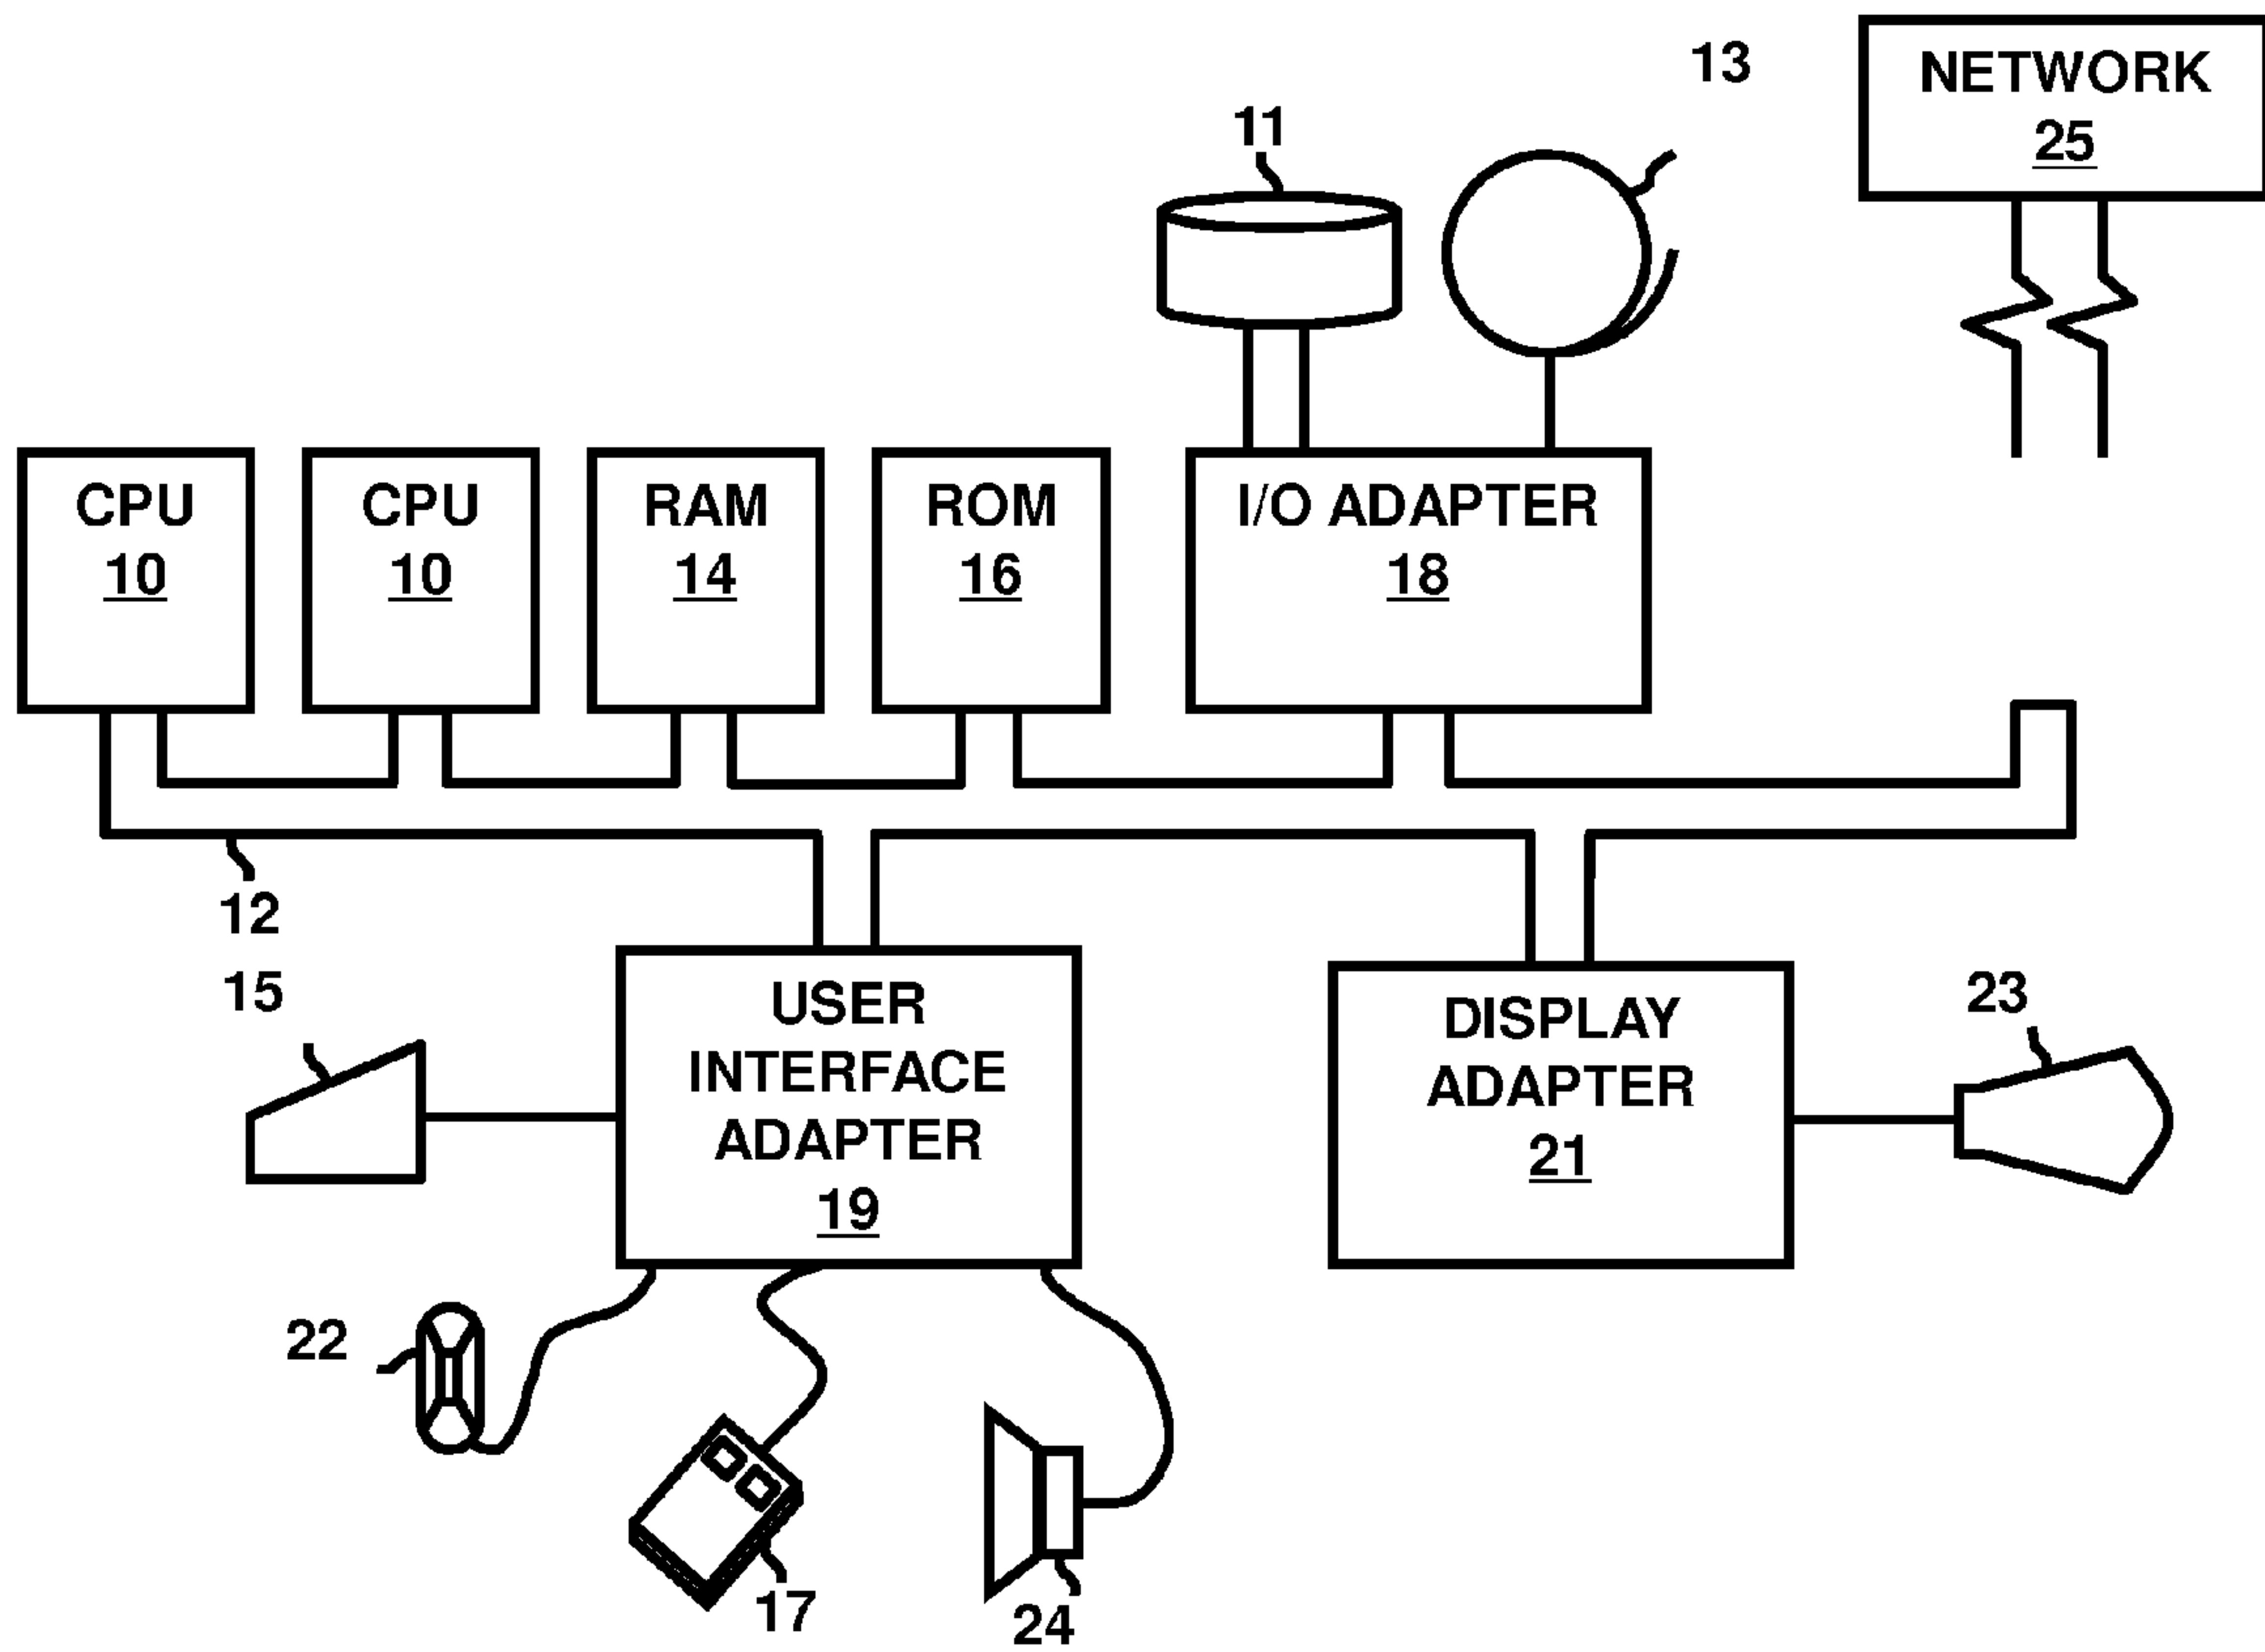 13
NETWORK
25
11
CPU
10
CPU
10
RAM
14
ROM
16
I/O ADAPTER
18
12
15
USER
INTERFACE
ADAPTER
19
DISPLAY
ADAPTER
21
23
22
17
24